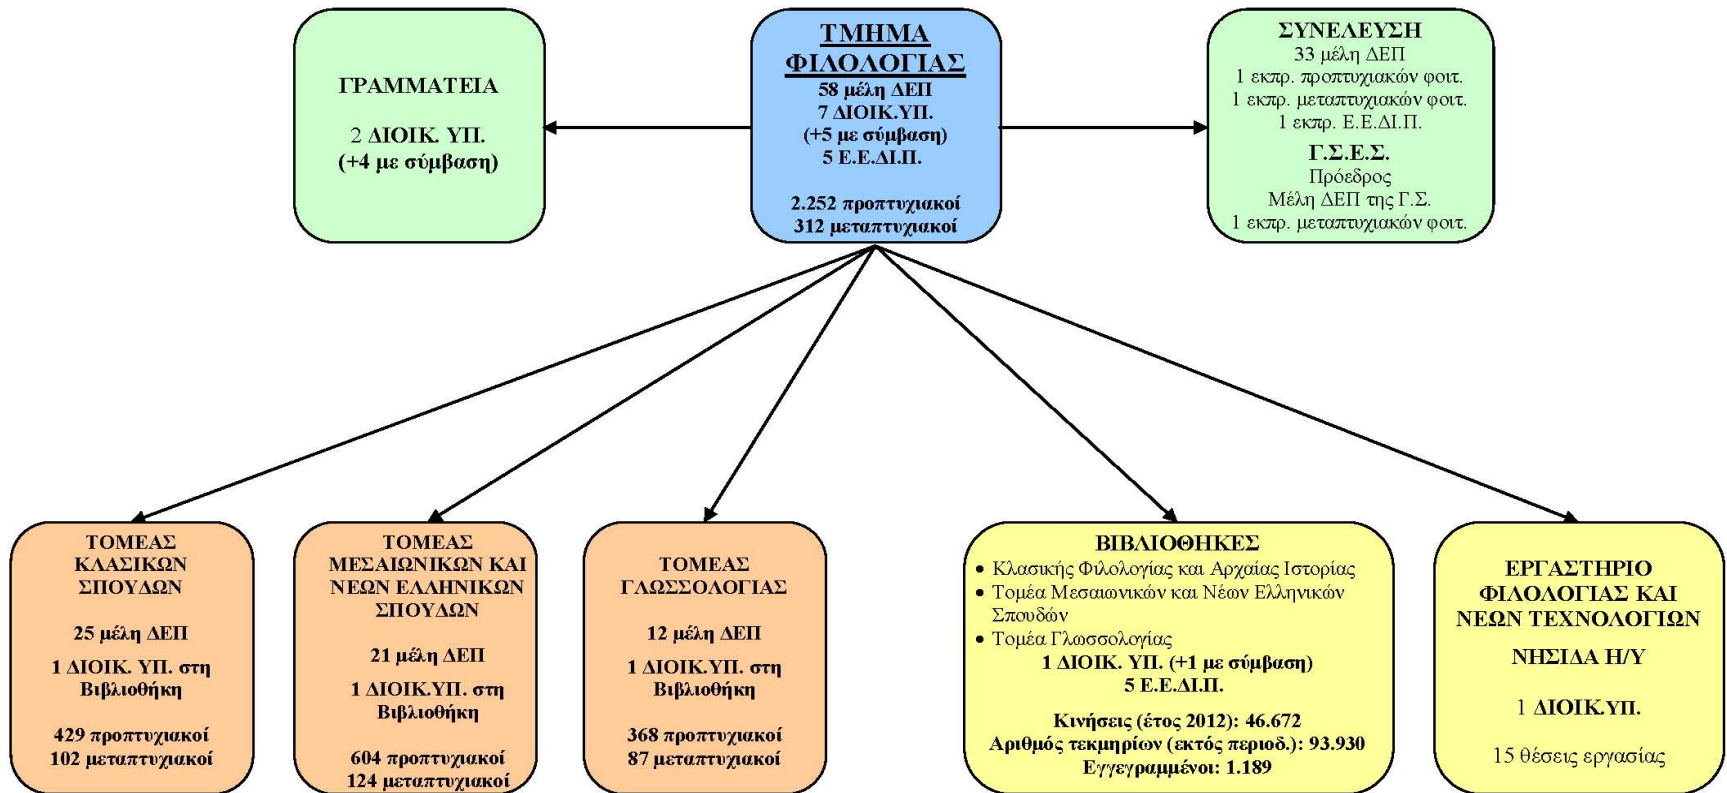 ΓΡΑΜΜΑΤΕΙΑ
2 ΔΙΟΙΚ. ΥΠ.
(+4 με σύμβαση)
ΤΜΗΜΑ
ΦΙΛΟΛΟΓΙΑΣ
58 μέλη ΔΕΠ
7 ΔΙΟΙΚ.ΥΠ.
(+5 με σύμβαση)
5 Ε.Ε.ΔΙ.Π.
2.252 προπτυχιακοί
312 μεταπτυχιακοί
ΣΥΝΕΛΕΥΣΗ
33 μέλη ΔΕΠ
1 εκπρ. προπτυχιακών φοιτ.
1 εκπρ. μεταπτυχιακών φοιτ.
1 εκπρ. Ε.Ε.ΔΙ.Π.
Γ.Σ.Ε.Σ.
Πρόεδρος
Μέλη ΔΕΠ της Γ.Σ.
1 εκπρ. μεταπτυχιακών φοιτ.
ΤΟΜΕΑΣ
ΚΛΑΣΙΚΩΝ
ΣΠΟΥΔΩΝ
25 μέλη ΔΕΠ
1 ΔΙΟΙΚ. ΥΠ. στη
Βιβλιοθήκη
429 προπτυχιακοί
102 μεταπτυχιακοί
ΤΟΜΕΑΣ
ΜΕΣΑΙΩΝΙΚΩΝ ΚΑΙ
ΝΕΩΝ ΕΛΛΗΝΙΚΩΝ
ΣΠΟΥΔΩΝ
21 μέλη ΔΕΠ
1 ΔΙΟΙΚ.ΥΠ. στη
Βιβλιοθήκη
604 προπτυχιακοί
124 μεταπτυχιακοί
ΤΟΜΕΑΣ
ΓΛΩΣΣΟΛΟΓΙΑΣ
12 μέλη ΔΕΠ
1 ΔΙΟΙΚ.ΥΠ. στη
Βιβλιοθήκη
368 προπτυχιακοί
87 μεταπτυχιακοί
ΒΙΒΛΙΟΘΗΚΕΣ
• Κλασικής Φιλολογίας και Αρχαίας Ιστορίας
• Τομέα Μεσαιωνικών και Νέων Ελληνικών
Σπουδών
• Τομέα Γλωσσολογίας
1 ΔΙΟΙΚ. ΥΠ. (+1 με σύμβαση)
5 Ε.Ε.ΔΙ.Π.
Κινήσεις (έτος 2012): 46.672
Αριθμός τεκμηρίων (εκτός περιοδ.): 93.930
Εγγεγραμμένοι: 1.189
ΕΡΓΑΣΤΗΡΙΟ
ΦΙΛΟΛΟΓΙΑΣ ΚΑΙ
ΝΕΩΝ ΤΕΧΝΟΛΟΓΙΩΝ
ΝΗΣΙΔΑ Η/Υ
1 ΔΙΟΙΚ.ΥΠ.
15 θέσεις εργασίας